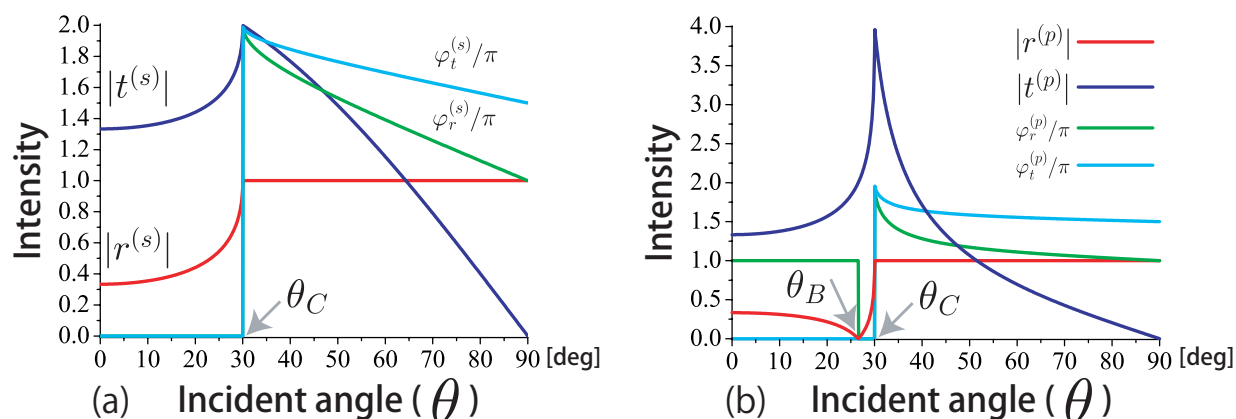 2.0
1.8
1.6
1.4
1.2
1.0
0.8
0.6
0.4
0.2
0.0
Intensity
|t^{(s)}|
|r^{(s)}|
φ_t^{(s)}/π
φ_r^{(s)}/π
θ_C
0 10 20 30 40 50 60 70 80 90 [deg]
(a) Incident angle (θ)
4.0
3.5
3.0
2.5
2.0
1.5
1.0
0.5
0.0
Intensity
|r^{(p)}|
|t^{(p)}|
φ_r^{(p)}/π
φ_t^{(p)}/π
θ_B
θ_C
0 10 20 30 40 50 60 70 80 90 [deg]
(b) Incident angle (θ)